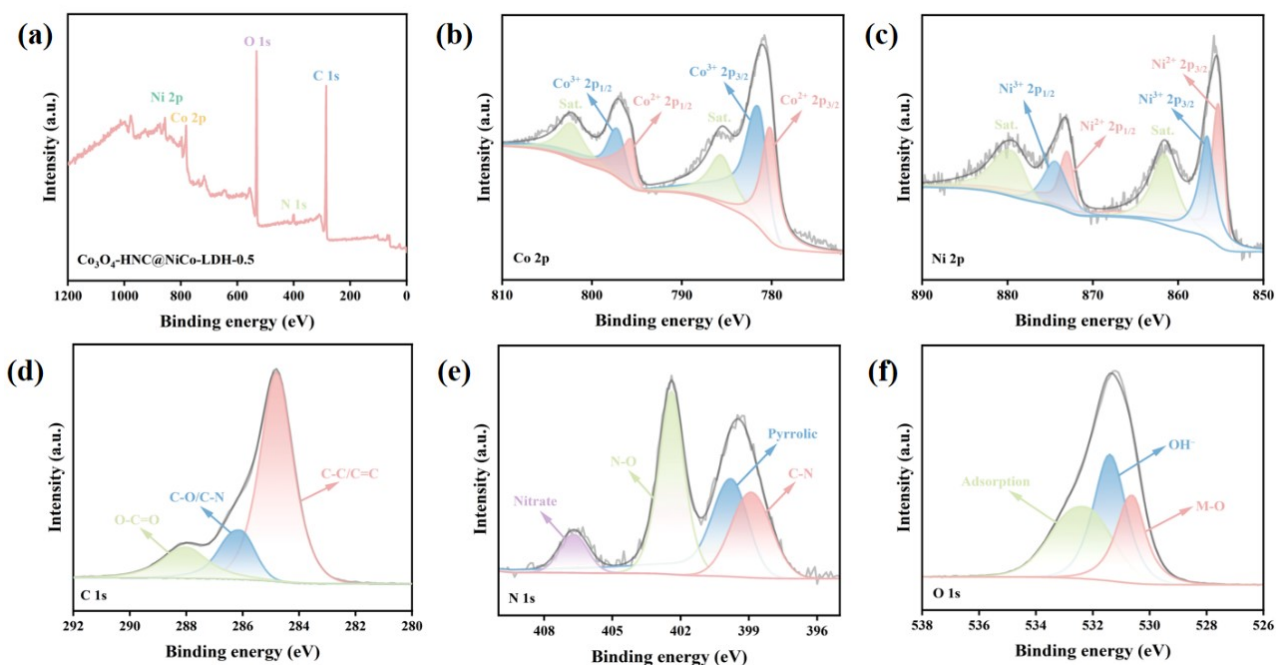 (a)
O 1s
C 1s
Ni 2p
Co 2p
N 1s
Co₃O₄-HNC@NiCo-LDH-0.5
Intensity (a.u.)
1200 1000 800 600 400 200 0
Binding energy (eV)
(b)
Co³⁺ 2p₃/₂
Co³⁺ 2p₁/₂
Co²⁺ 2p₁/₂
Co²⁺ 2p₃/₂
Sat.
Sat.
Co 2p
Intensity (a.u.)
810 800 790 780
Binding energy (eV)
(c)
Ni²⁺ 2p₃/₂
Ni³⁺ 2p₁/₂
Ni³⁺ 2p₃/₂
Sat.
Ni²⁺ 2p₁/₂
Sat.
Ni 2p
Intensity (a.u.)
890 880 870 860 850
Binding energy (eV)
(d)
C-C/C=C
C-O/C-N
O-C=O
C 1s
Intensity (a.u.)
292 290 288 286 284 282 280
Binding energy (eV)
(e)
Pyrrolic
N-O
C-N
Nitrate
N 1s
Intensity (a.u.)
408 405 402 399 396
Binding energy (eV)
(f)
OH⁻
Adsorption
M-O
O 1s
Intensity (a.u.)
538 536 534 532 530 528 526
Binding energy (eV)